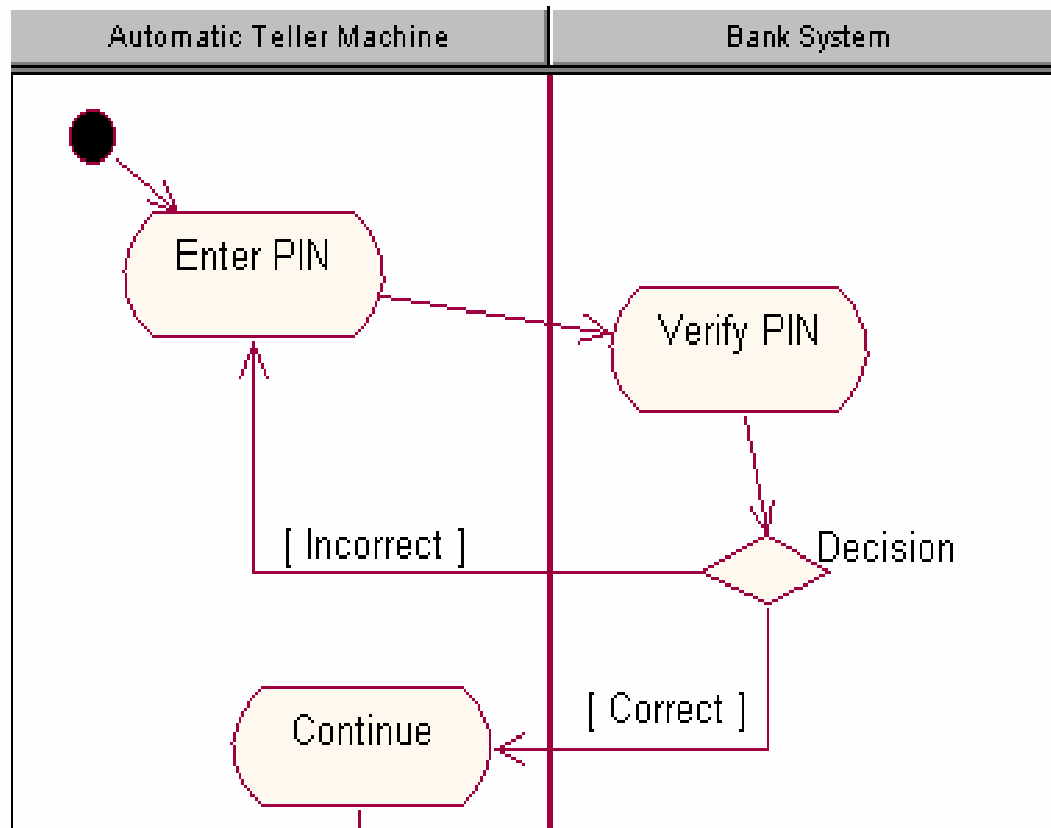 Automatic Teller Machine
Bank System
Enter PIN
Verify PIN
[ Incorrect ]
Decision
[ Correct ]
Continue